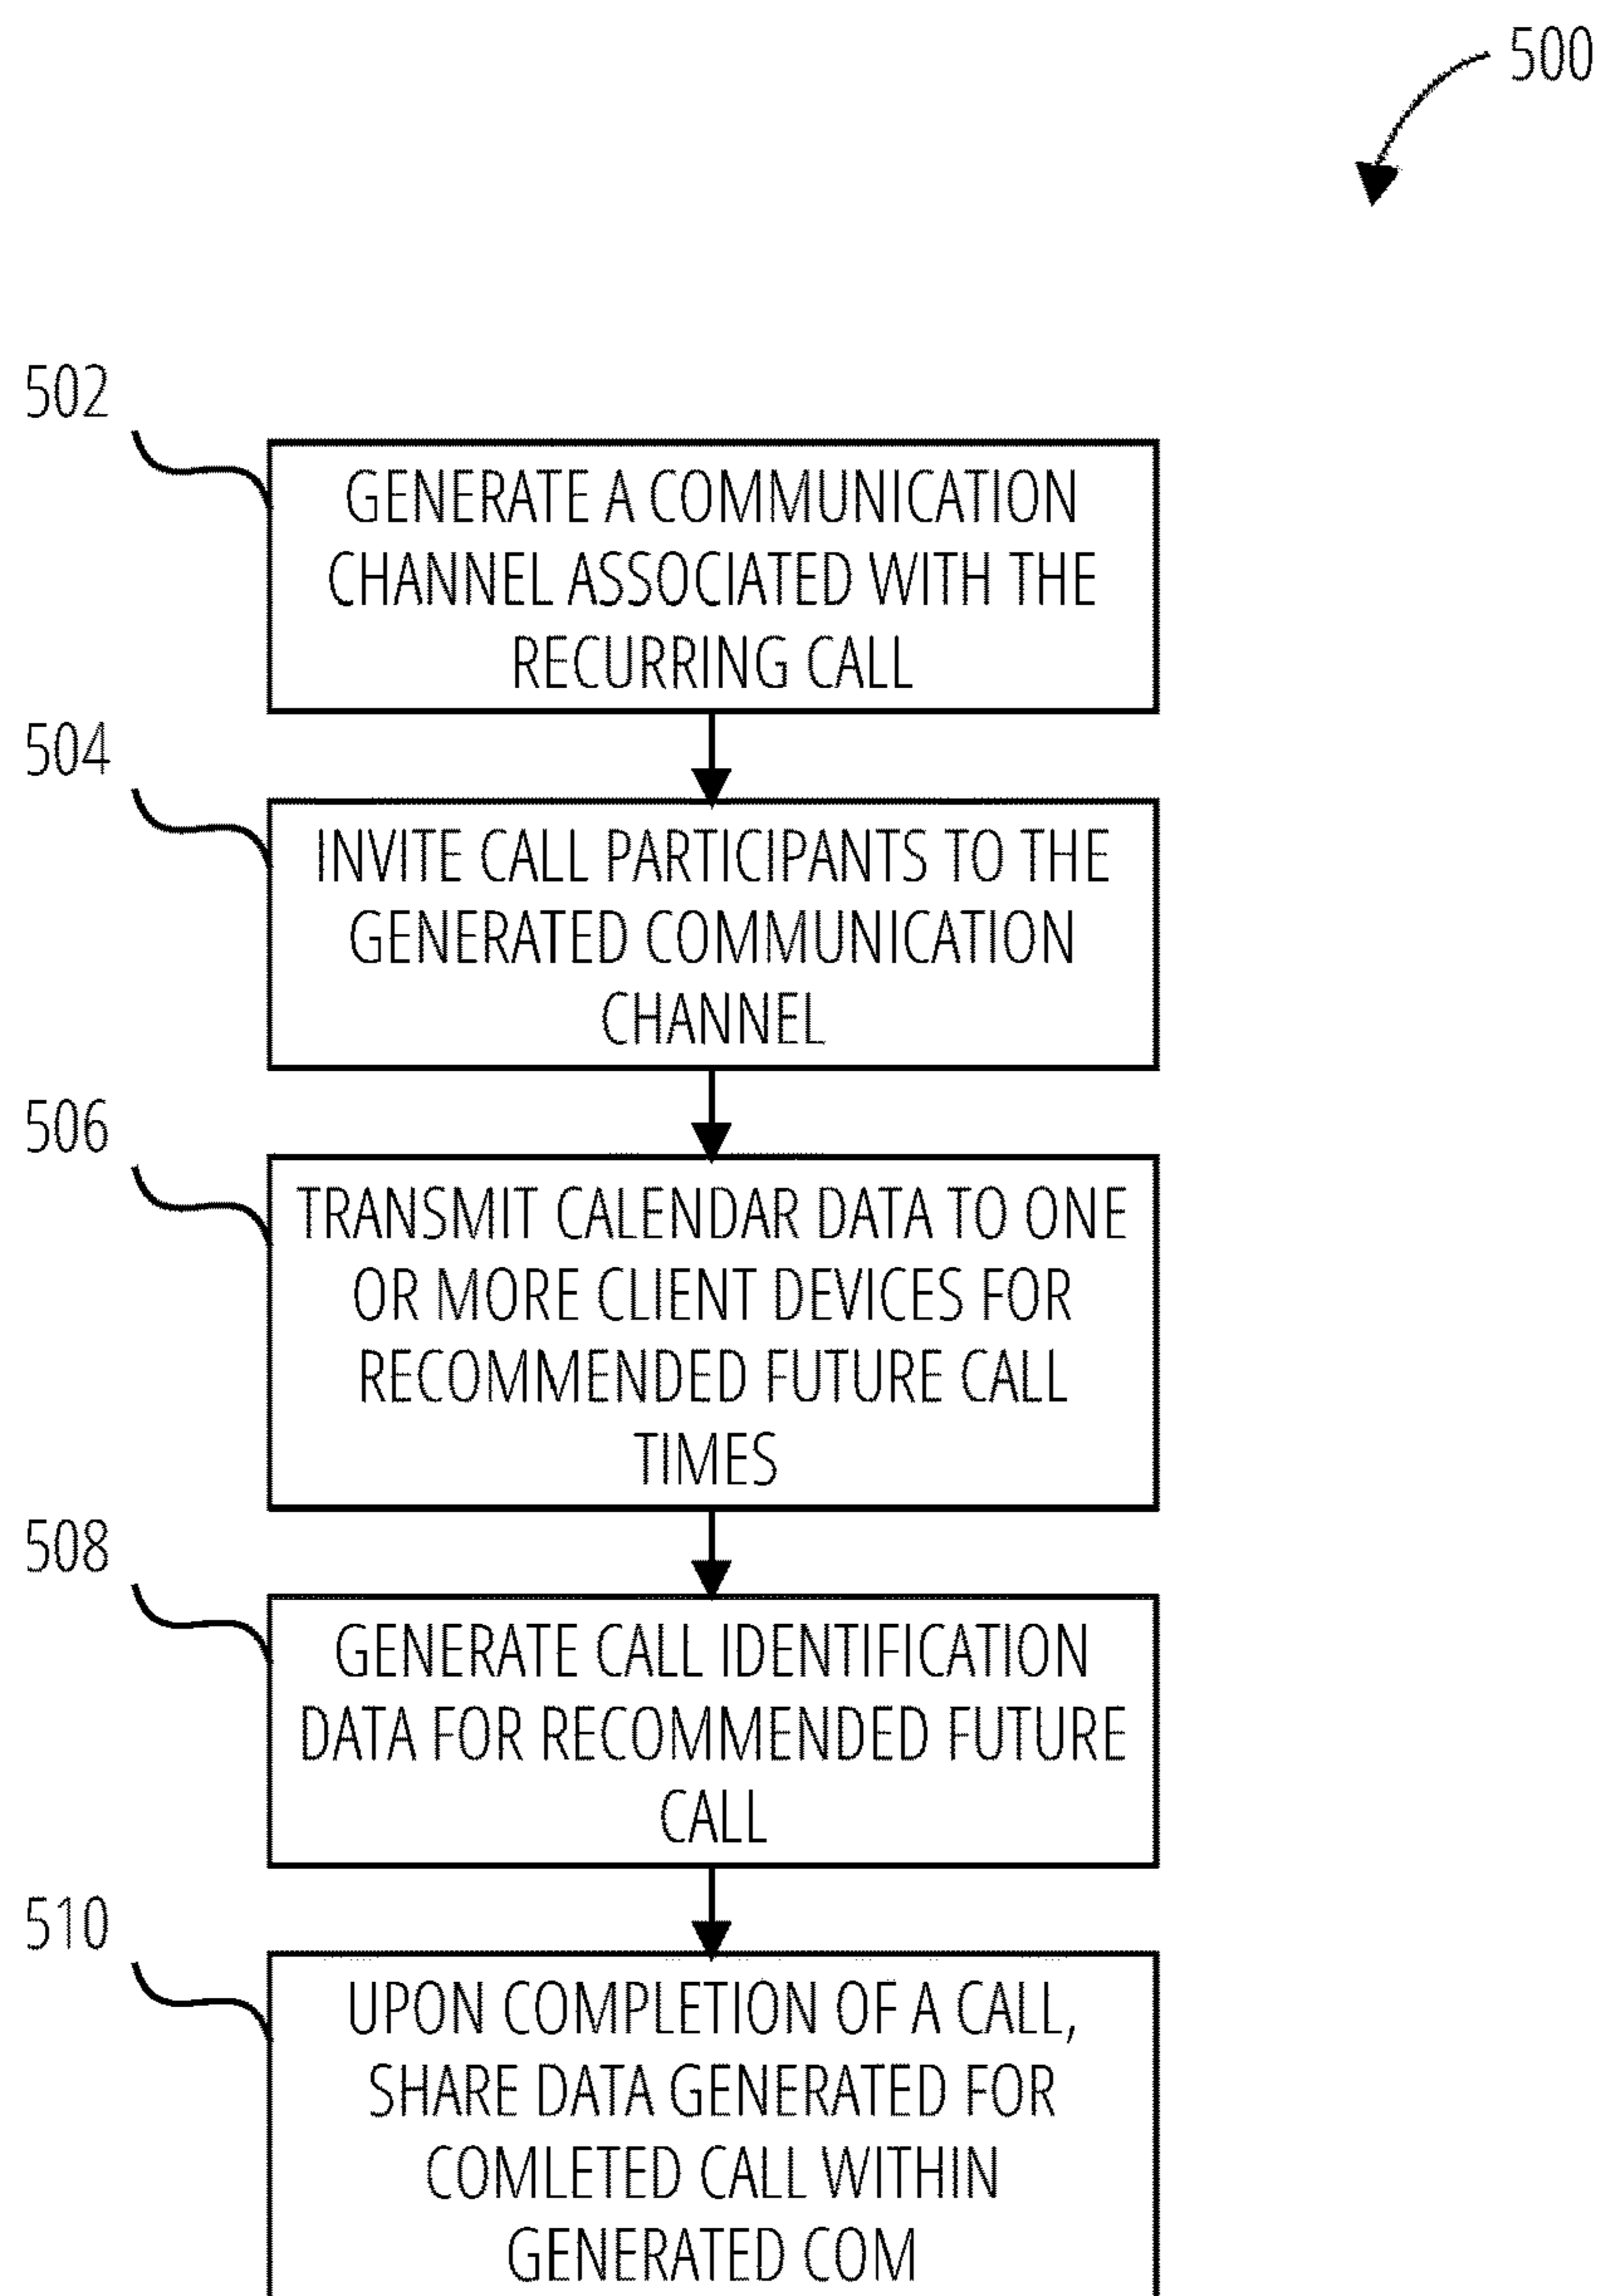 500
502
GENERATE A COMMUNICATION
CHANNEL ASSOCIATED WITH THE
RECURRING CALL
504
INVITE CALL PARTICIPANTS TO THE
GENERATED COMMUNICATION
CHANNEL
506
TRANSMIT CALENDAR DATA TO ONE
OR MORE CLIENT DEVICES FOR
RECOMMENDED FUTURE CALL
TIMES
508
GENERATE CALL IDENTIFICATION
DATA FOR RECOMMENDED FUTURE
CALL
510
UPON COMPLETION OF A CALL,
SHARE DATA GENERATED FOR
COMLETED CALL WITHIN
GENERATED COM